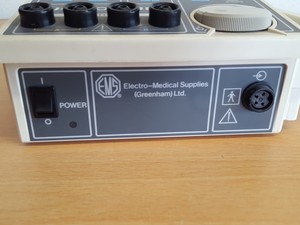 I
POWER
O
EMS
®
Electro-Medical Supplies
(Greenham) Ltd.